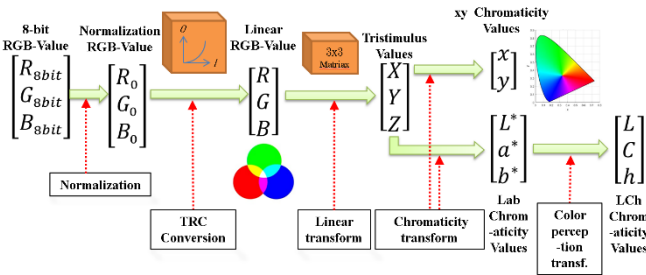 8-bit
RGB-Value
Normalization
RGB-Value
O
I
Linear
RGB-Value
3x3
Matriax
Tristimulus
Values
xy Chromaticity
Values
R8bit
G8bit
B8bit
R0
G0
B0
R
G
B
X
Y
Z
x
y
L*
a*
b*
L
C
h
Normalization
TRC
Conversion
Linear
transform
Chromaticity
transform
Lab
Chrom
-aticity
Values
Color
percep
-tion
transf.
LCh
Chrom
-aticity
Values